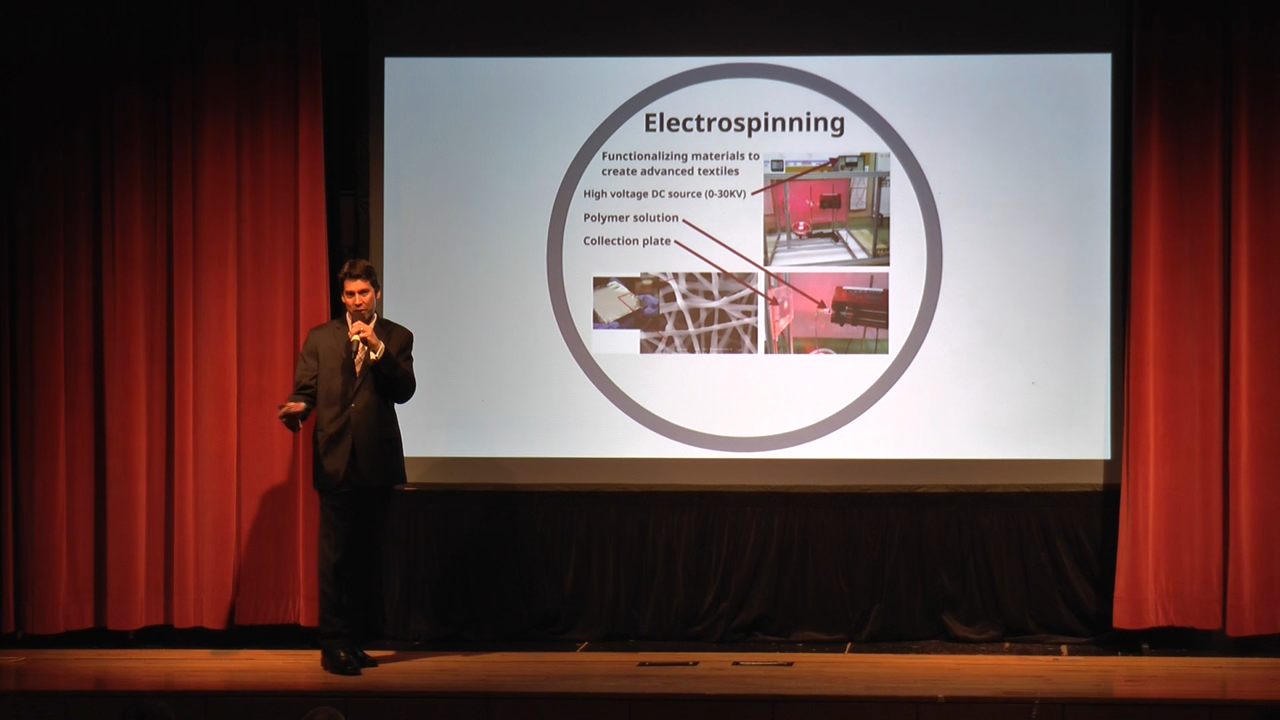 Electrospinning
Functionalizing materials to
create advanced textiles
High voltage DC source (0-30KV)
Polymer solution
Collection plate